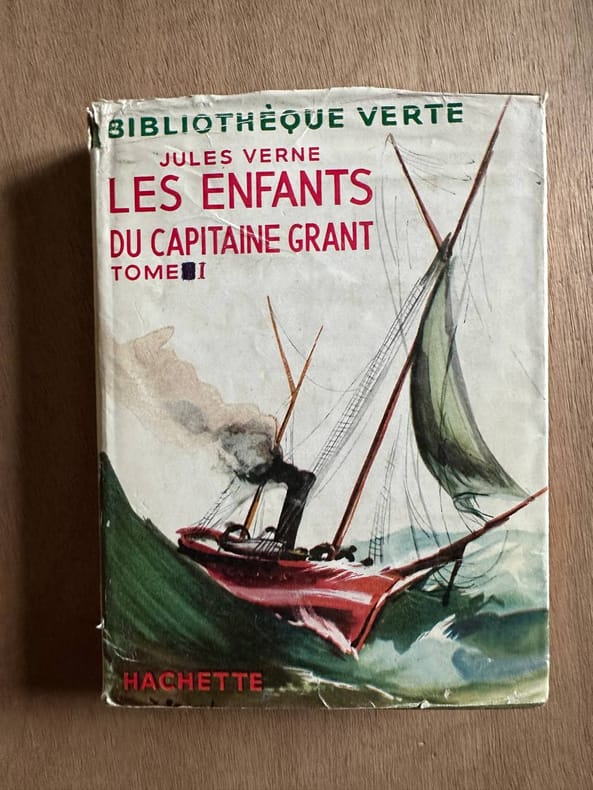 BIBLIOTHÈQUE VERTE
JULES VERNE
LES ENFANTS
DU CAPITAINE GRANT
TOME I
HACHETTE